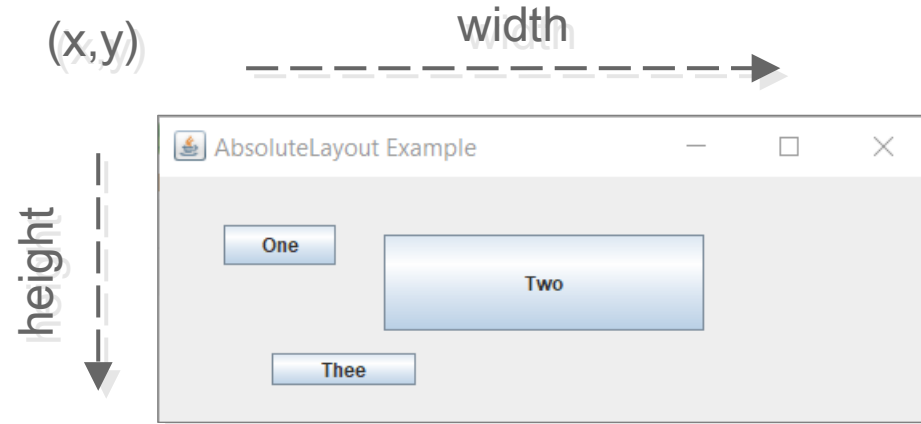 (x,y)
width
AbsoluteLayout Example
height
One
Two
Thee